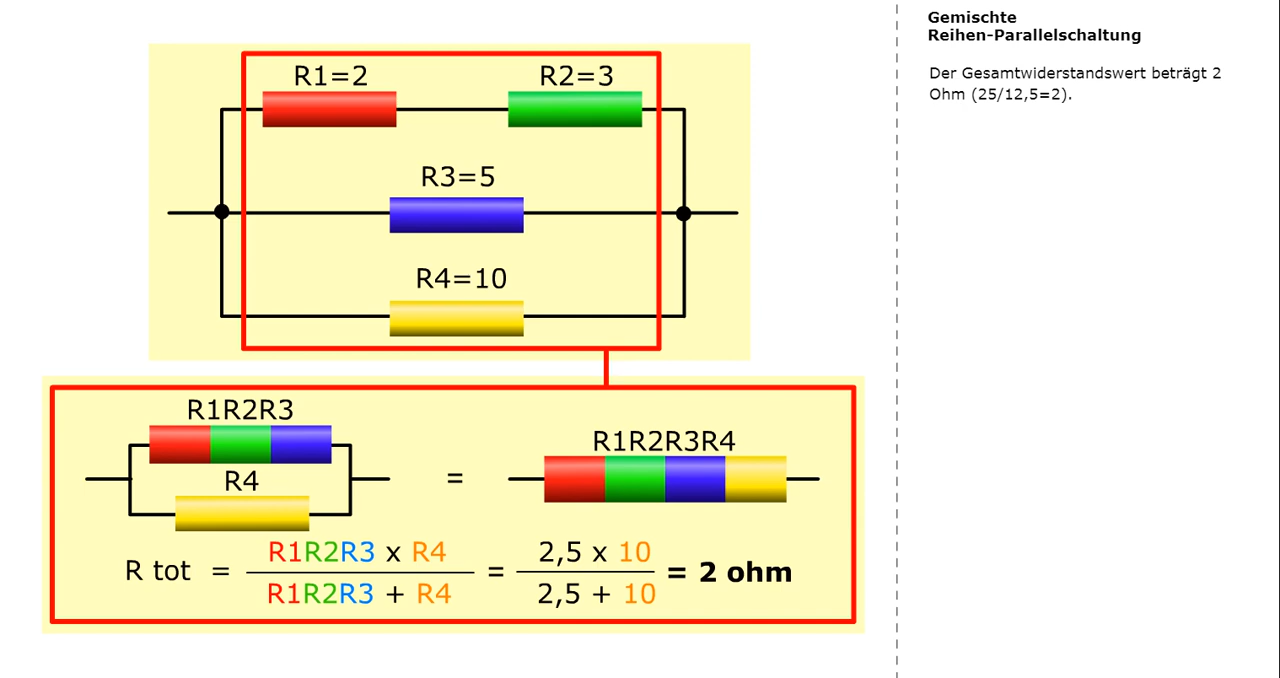 Gemischte
Reihen-Parallelschaltung
Der Gesamtwiderstandswert beträgt 2
Ohm (25/12,5=2).
R1=2
R2=3
R3=5
R4=10
R1R2R3
R4
=
R1R2R3R4
R tot = R1R2R3 x R4 = 2,5 x 10 = 2 ohm
R1R2R3 + R4 2,5 + 10